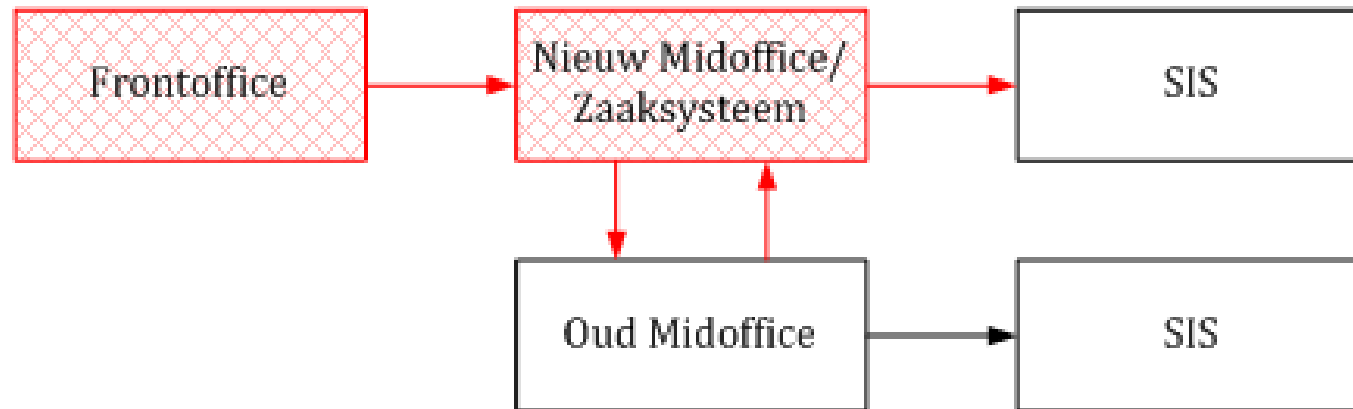 Frontoffice
Nieuw Midoffice/
Zaaksysteem
SIS
Oud Midoffice
SIS